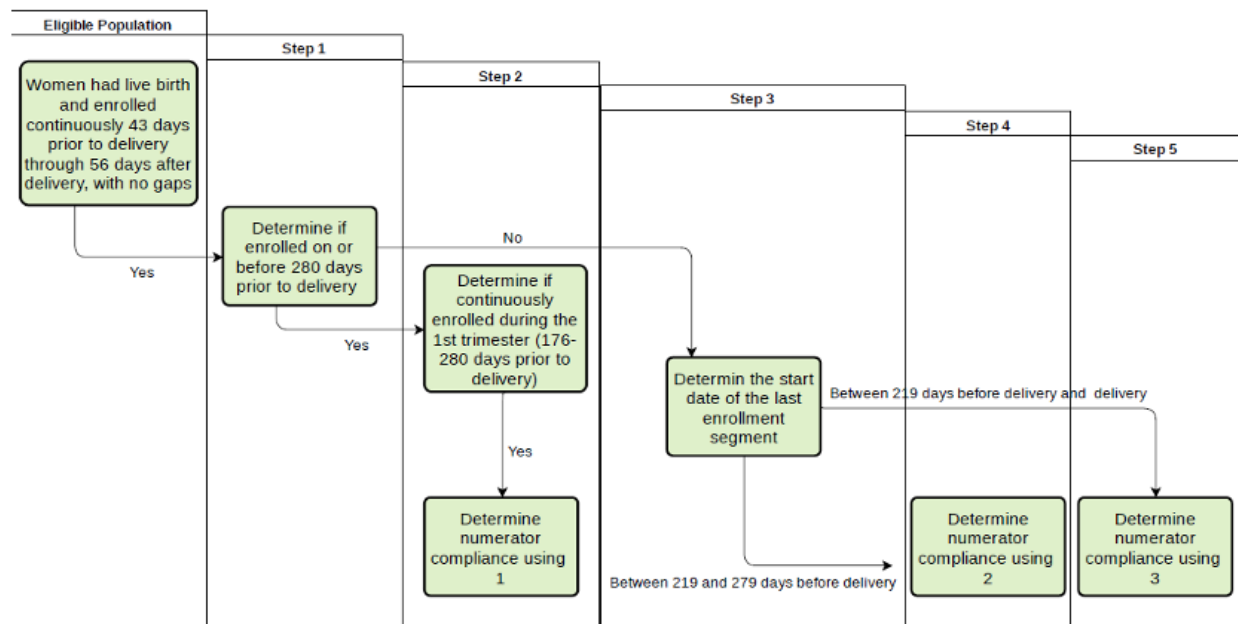 Eligible Population
Step 1
Step 2
Step 3
Step 4
Step 5
Women had live birth
and enrolled
continuously 43 days
prior to delivery
through 56 days after
delivery, with no gaps
Yes
Determine if
enrolled on or
before 280 days
prior to delivery
No
Yes
Determine if
continuously
enrolled during the
1st trimester (176-
280 days prior to
delivery)
Yes
Determine
numerator
compliance using
1
Determin the start
date of the last
enrollment
segment
Between 219 days before delivery and delivery
Between 219 and 279 days before delivery
Determine
numerator
compliance using
2
Determine
numerator
compliance using
3